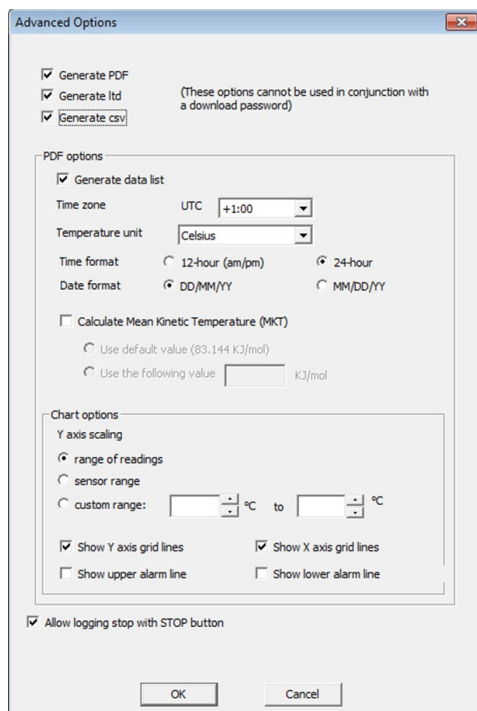 Advanced Options
Generate PDF
Generate ltd
Generate csv
(These options cannot be used in conjunction with
a download password)
PDF options
Generate data list
Time zone UTC +1:00
Temperature unit Celsius
Time format 12-hour (am/pm) 24-hour
Date format DD/MM/YY MM/DD/YY
Calculate Mean Kinetic Temperature (MKT)
Use default value (83.144 KJ/mol)
Use the following value KJ/mol
Chart options
Y axis scaling
range of readings
sensor range
custom range: °C to °C
Show Y axis grid lines Show X axis grid lines
Show upper alarm line Show lower alarm line
Allow logging stop with STOP button
OK Cancel